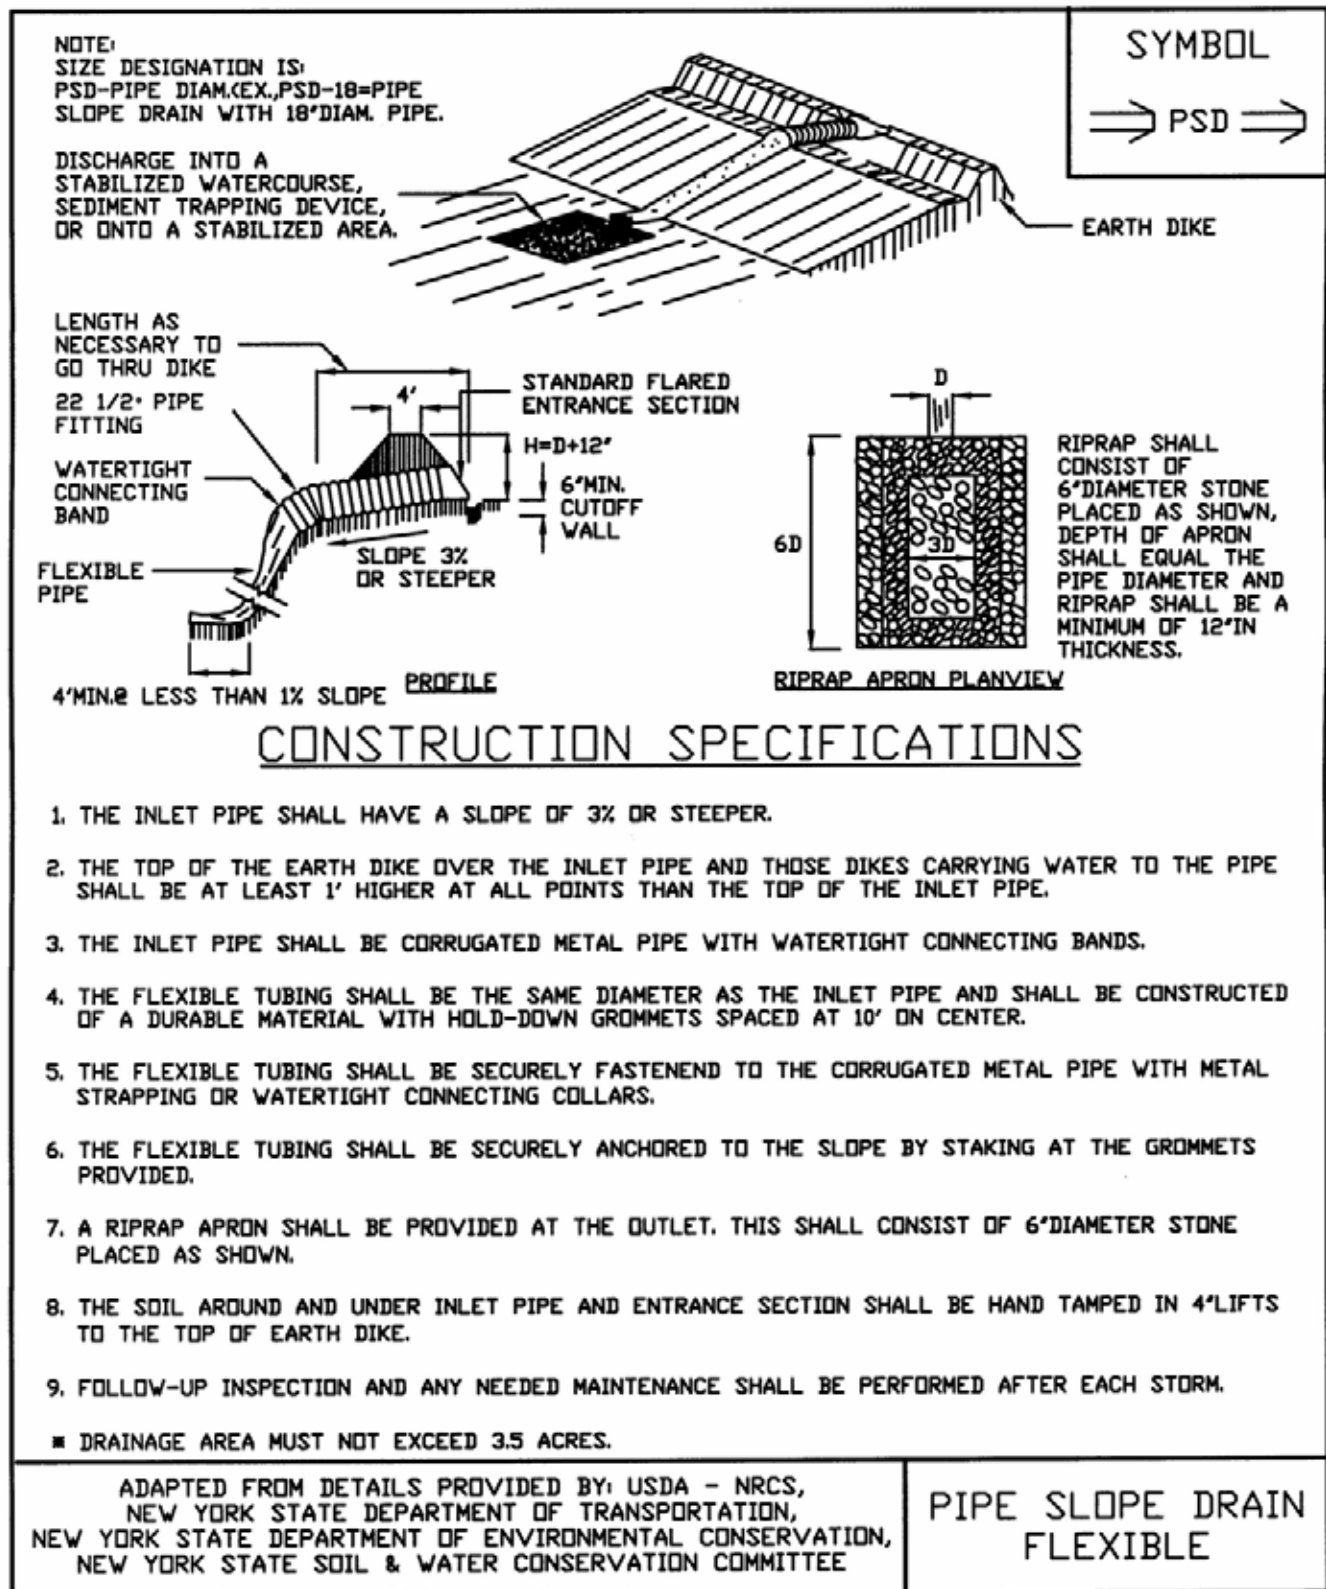 NOTE:
SIZE DESIGNATION IS:
PSD-PIPE DIAM.(EX.,PSD-18=PIPE
SLOPE DRAIN WITH 18"DIAM. PIPE.
SYMBOL
PSD
DISCHARGE INTO A
STABILIZED WATERCOURSE,
SEDIMENT TRAPPING DEVICE,
OR ONTO A STABILIZED AREA.
EARTH DIKE
LENGTH AS
NECESSARY TO
GO THRU DIKE
22 1/2° PIPE
FITTING
WATERTIGHT
CONNECTING
BAND
FLEXIBLE
PIPE
4'
STANDARD FLARED
ENTRANCE SECTION
H=D+12"
6"MIN.
CUTOFF
WALL
SLOPE 3%
OR STEEPER
4'MIN.@ LESS THAN 1% SLOPE
PROFILE
D
6D
3D
RIPRAP SHALL
CONSIST OF
6"DIAMETER STONE
PLACED AS SHOWN,
DEPTH OF APRON
SHALL EQUAL THE
PIPE DIAMETER AND
RIPRAP SHALL BE A
MINIMUM OF 12"IN
THICKNESS.
RIPRAP APRON PLANVIEW
CONSTRUCTION SPECIFICATIONS
1. THE INLET PIPE SHALL HAVE A SLOPE OF 3% OR STEEPER.
2. THE TOP OF THE EARTH DIKE OVER THE INLET PIPE AND THOSE DIKES CARRYING WATER TO THE PIPE
SHALL BE AT LEAST 1' HIGHER AT ALL POINTS THAN THE TOP OF THE INLET PIPE.
3. THE INLET PIPE SHALL BE CORRUGATED METAL PIPE WITH WATERTIGHT CONNECTING BANDS.
4. THE FLEXIBLE TUBING SHALL BE THE SAME DIAMETER AS THE INLET PIPE AND SHALL BE CONSTRUCTED
OF A DURABLE MATERIAL WITH HOLD-DOWN GROMMETS SPACED AT 10' ON CENTER.
5. THE FLEXIBLE TUBING SHALL BE SECURELY FASTENEND TO THE CORRUGATED METAL PIPE WITH METAL
STRAPPING OR WATERTIGHT CONNECTING COLLARS.
6. THE FLEXIBLE TUBING SHALL BE SECURELY ANCHORED TO THE SLOPE BY STAKING AT THE GROMMETS
PROVIDED.
7. A RIPRAP APRON SHALL BE PROVIDED AT THE OUTLET. THIS SHALL CONSIST OF 6"DIAMETER STONE
PLACED AS SHOWN.
8. THE SOIL AROUND AND UNDER INLET PIPE AND ENTRANCE SECTION SHALL BE HAND TAMPED IN 4"LIFTS
TO THE TOP OF EARTH DIKE.
9. FOLLOW-UP INSPECTION AND ANY NEEDED MAINTENANCE SHALL BE PERFORMED AFTER EACH STORM.
* DRAINAGE AREA MUST NOT EXCEED 3.5 ACRES.
ADAPTED FROM DETAILS PROVIDED BY: USDA - NRCS,
NEW YORK STATE DEPARTMENT OF TRANSPORTATION,
NEW YORK STATE DEPARTMENT OF ENVIRONMENTAL CONSERVATION,
NEW YORK STATE SOIL & WATER CONSERVATION COMMITTEE
PIPE SLOPE DRAIN
FLEXIBLE